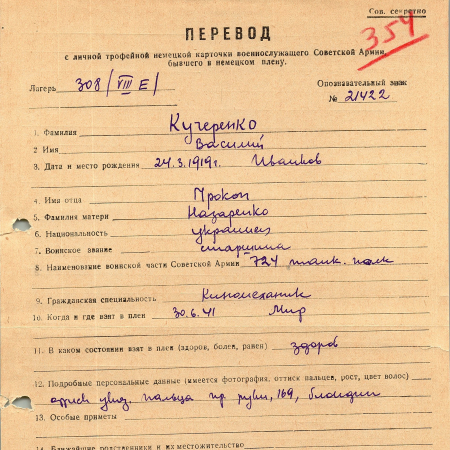 Сов. секретно
354
ПЕРЕВОД
с личной трофейной немецкой карточки военнослужащего Советской Армии,
бывшего в немецком плену.
Лагерь 308/VIII E/
Опознавательный знак
№ 21422
1. Фамилия Кучеренко
2 Имя Василий
3. Дата и место рождения 24.3.1919г. Иванков
4. Имя отца Прокоп
5. Фамилия матери Назаренко
6. Национальность украинец
7. Воинское звание старшина
8. Наименование воинской части Советской Армии 724 танк. полк
9. Гражданская специальность Киномеханик
10. Когда и где взят в плен 30.6.41 Мир
11. В каком состоянии взят в плен (здоров, болен, ранен) здоров
12. Подробные персональные данные (имеется фотография, оттиск пальцев, рост, цвет волос)
оттиск указ. пальца пр. руки, 169, блондин
13. Особые приметы
14. Ближайшие родственники и их местожительство